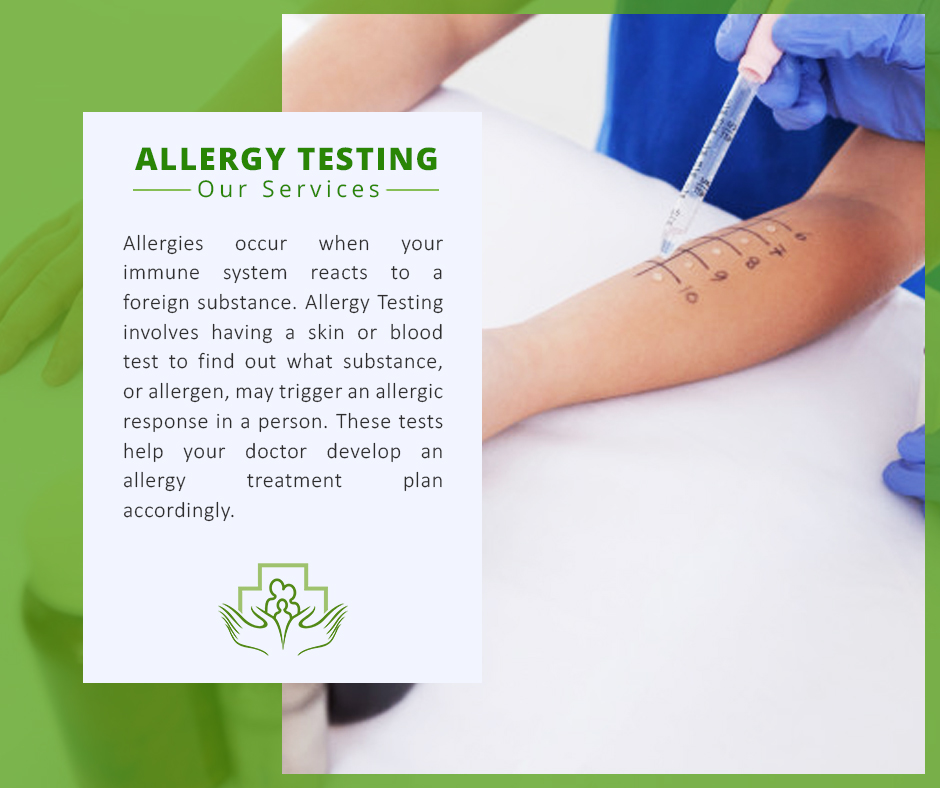 ALLERGY TESTING
Our Services
Allergies occur when your
immune system reacts to a
foreign substance. Allergy Testing
involves having a skin or blood
test to find out what substance,
or allergen, may trigger an allergic
response in a person. These tests
help your doctor develop an
allergy treatment plan
accordingly.
6
7
8
9
10